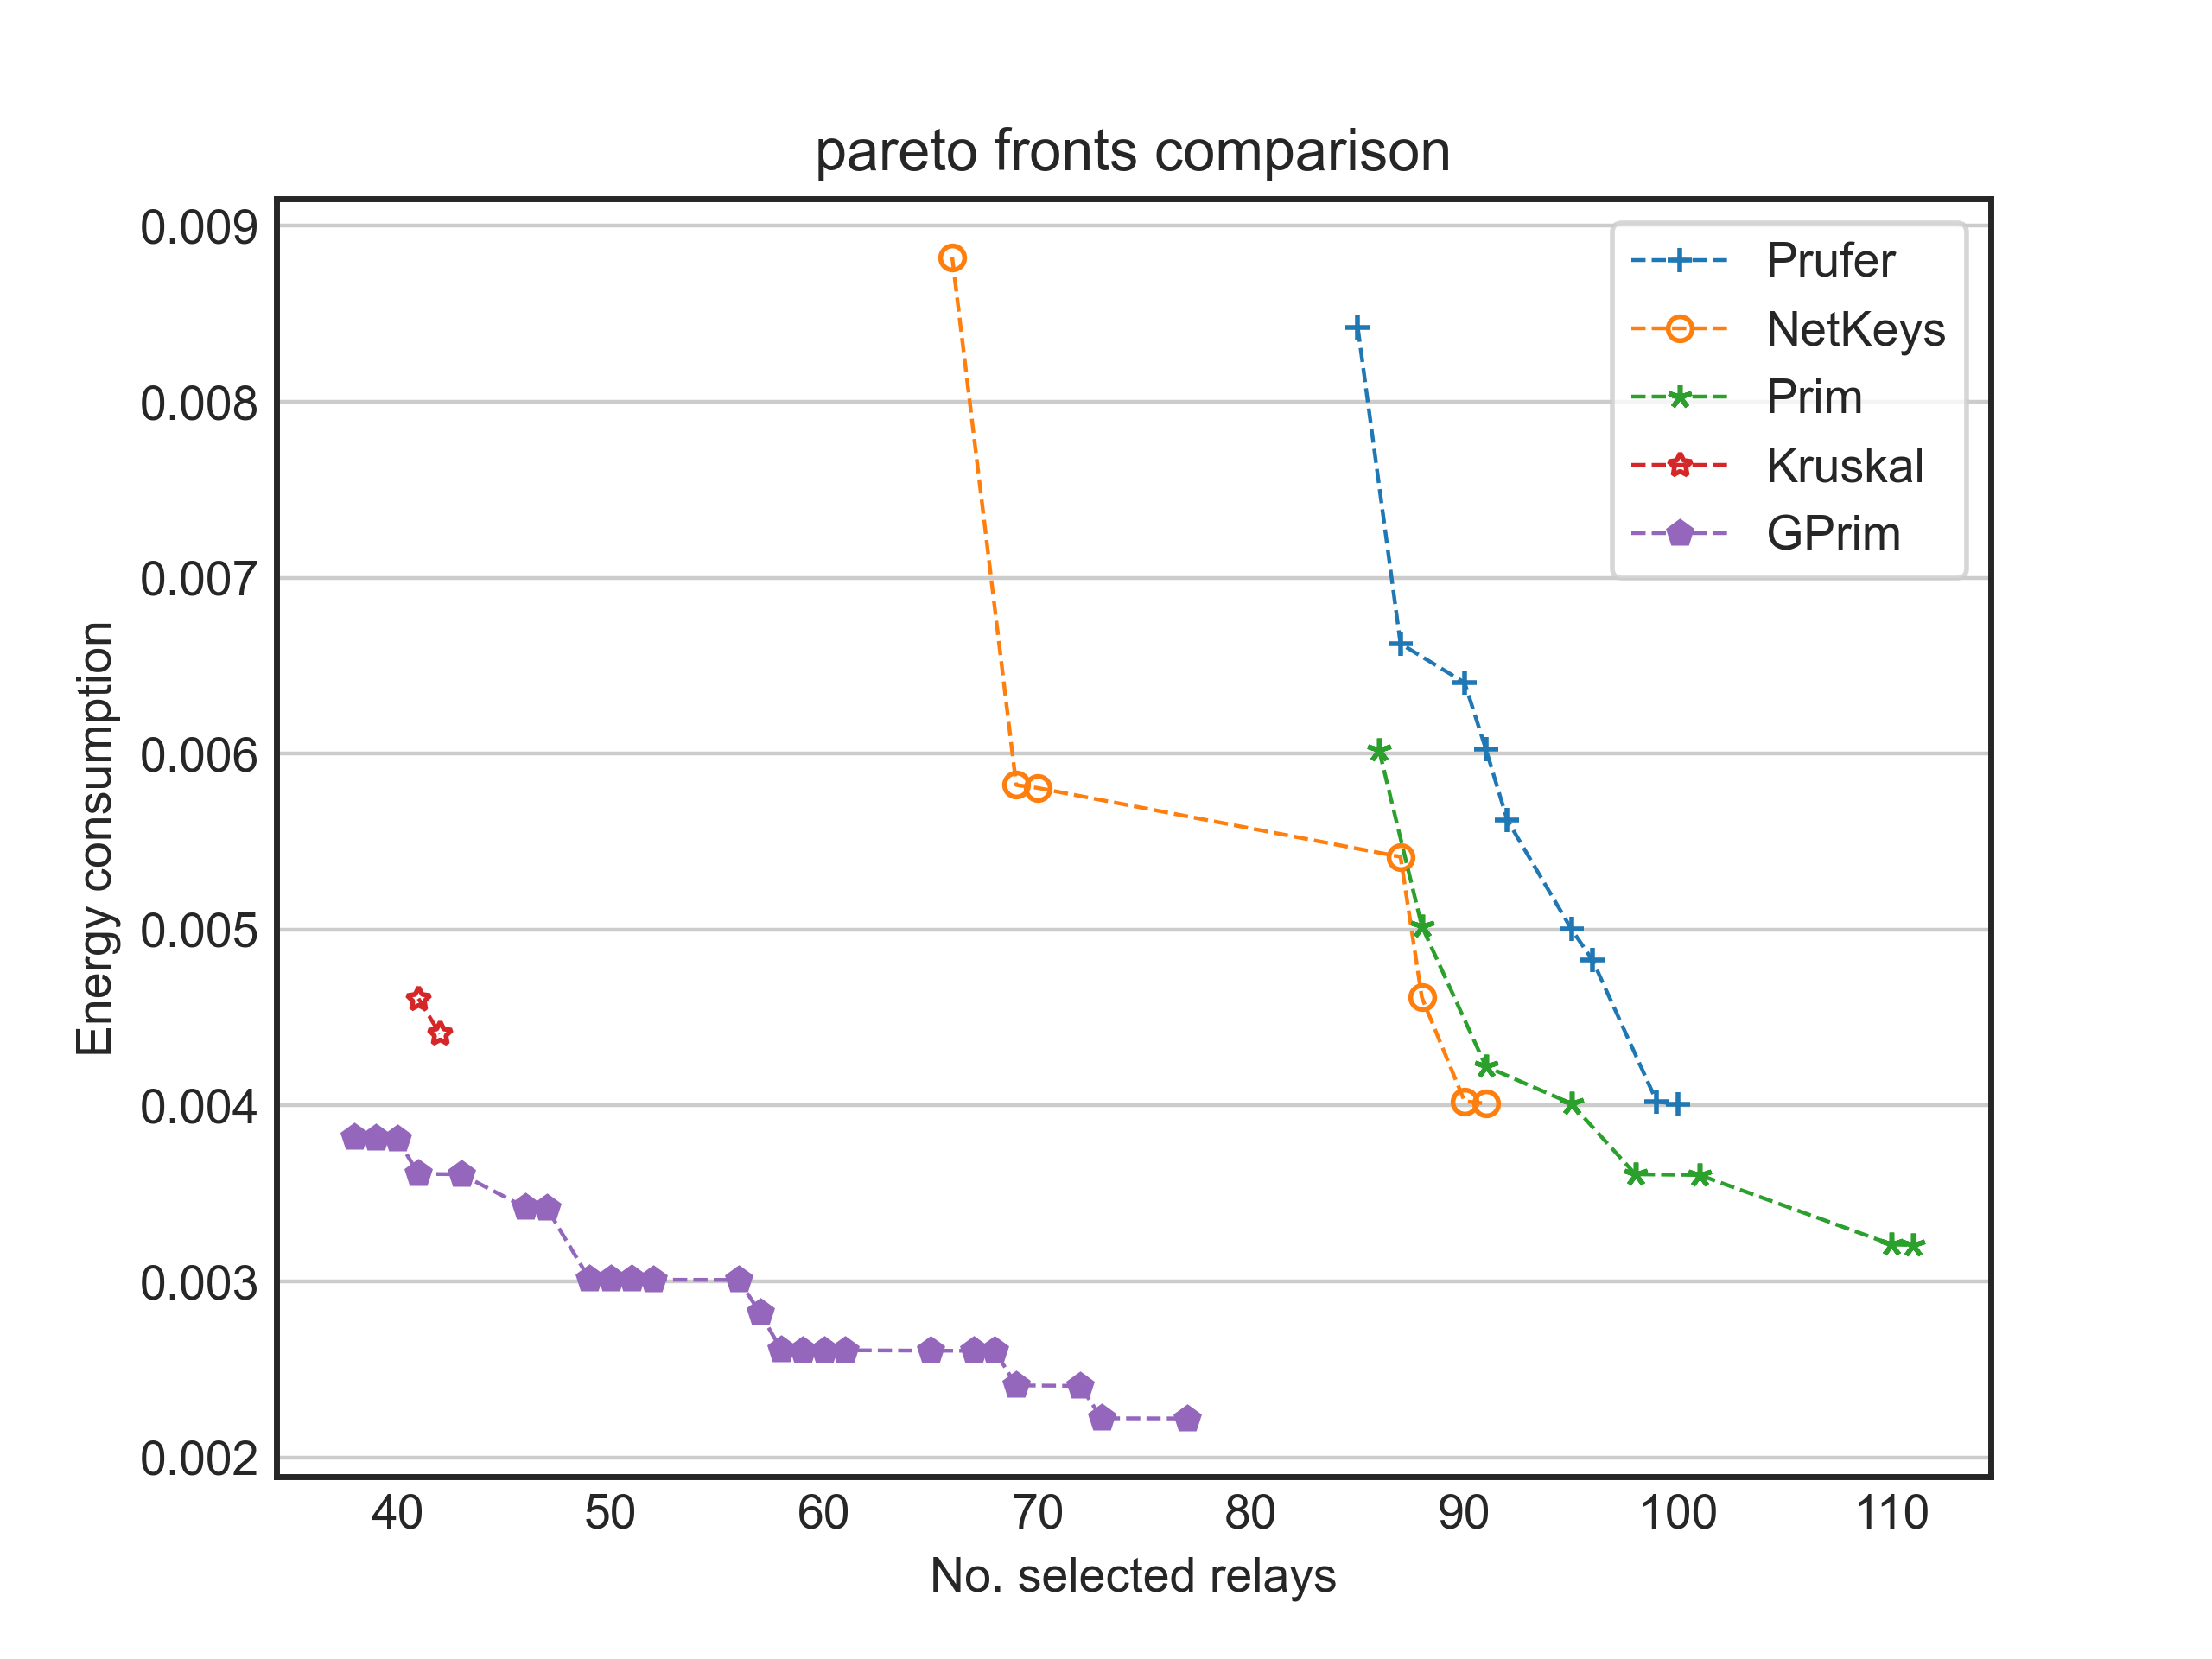 pareto fronts comparison
0.009
0.008
0.007
0.006
0.005
0.004
0.003
0.002
Energy consumption
Prufer
NetKeys
Prim
Kruskal
GPrim
40 50 60 70 80 90 100 110
No. selected relays